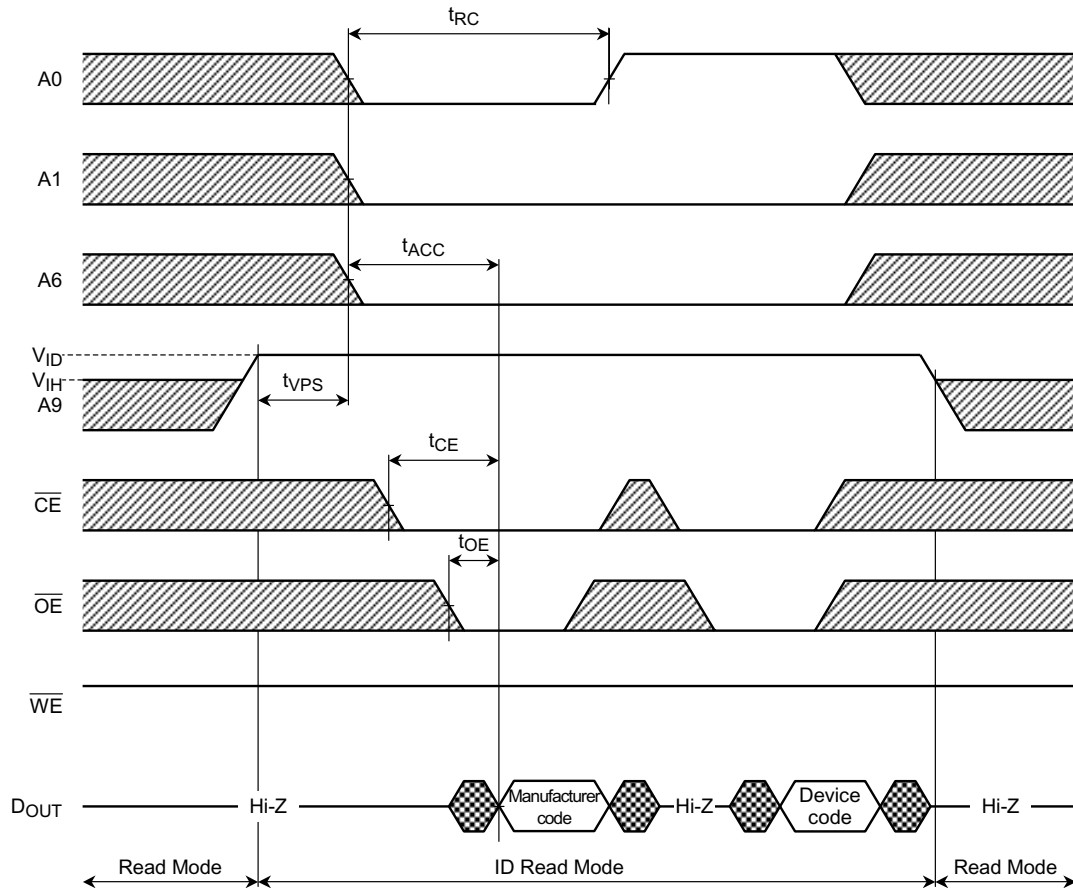 tRC
A0
A1
tACC
A6
VID
VIH
A9
tVPS
tCE
CE
tOE
OE
WE
DOUT
Hi-Z
Manufacturer
code
Hi-Z
Device
code
Hi-Z
Read Mode
ID Read Mode
Read Mode